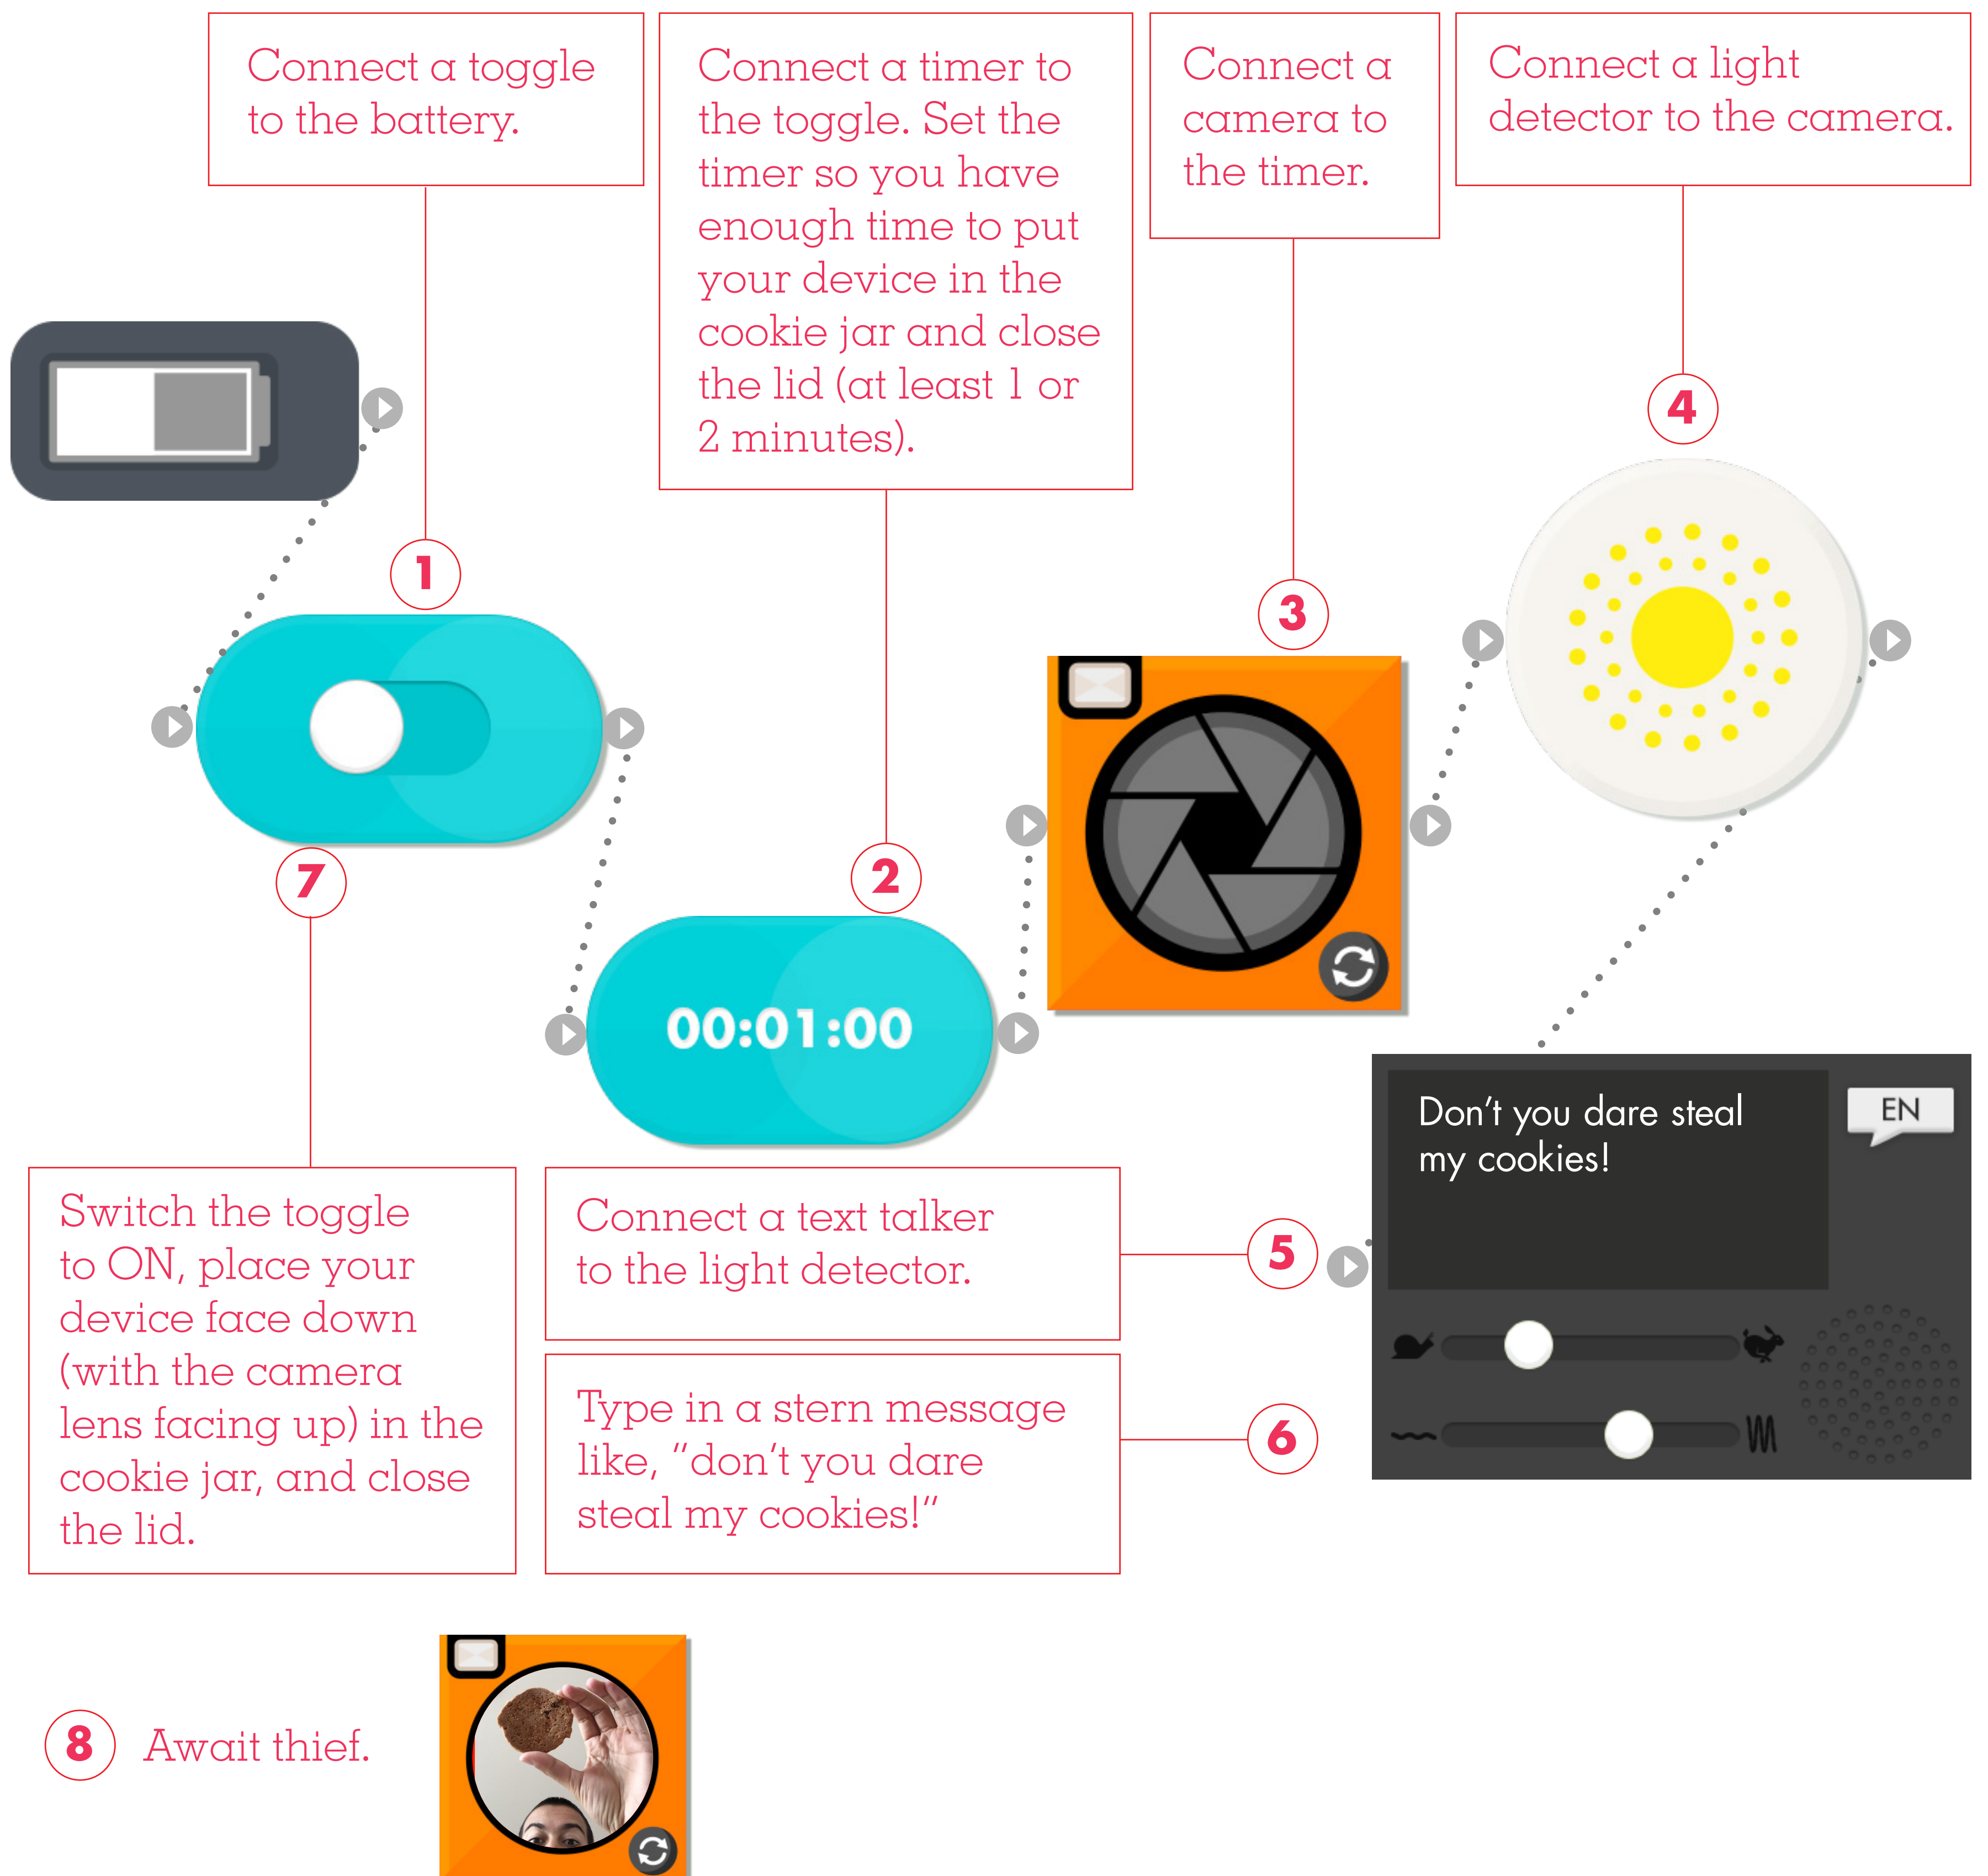 Connect a toggle
to the battery.
Connect a timer to
the toggle. Set the
timer so you have
enough time to put
your device in the
cookie jar and close
the lid (at least 1 or
2 minutes).
Connect a
camera to
the timer.
Connect a light
detector to the camera.
4
1
3
7
2
00:01:00
Don't you dare steal
my cookies!
EN
Switch the toggle
to ON, place your
device face down
(with the camera
lens facing up) in the
cookie jar, and close
the lid.
Connect a text talker
to the light detector.
5
Type in a stern message
like, "don't you dare
steal my cookies!"
6
8 Await thief.